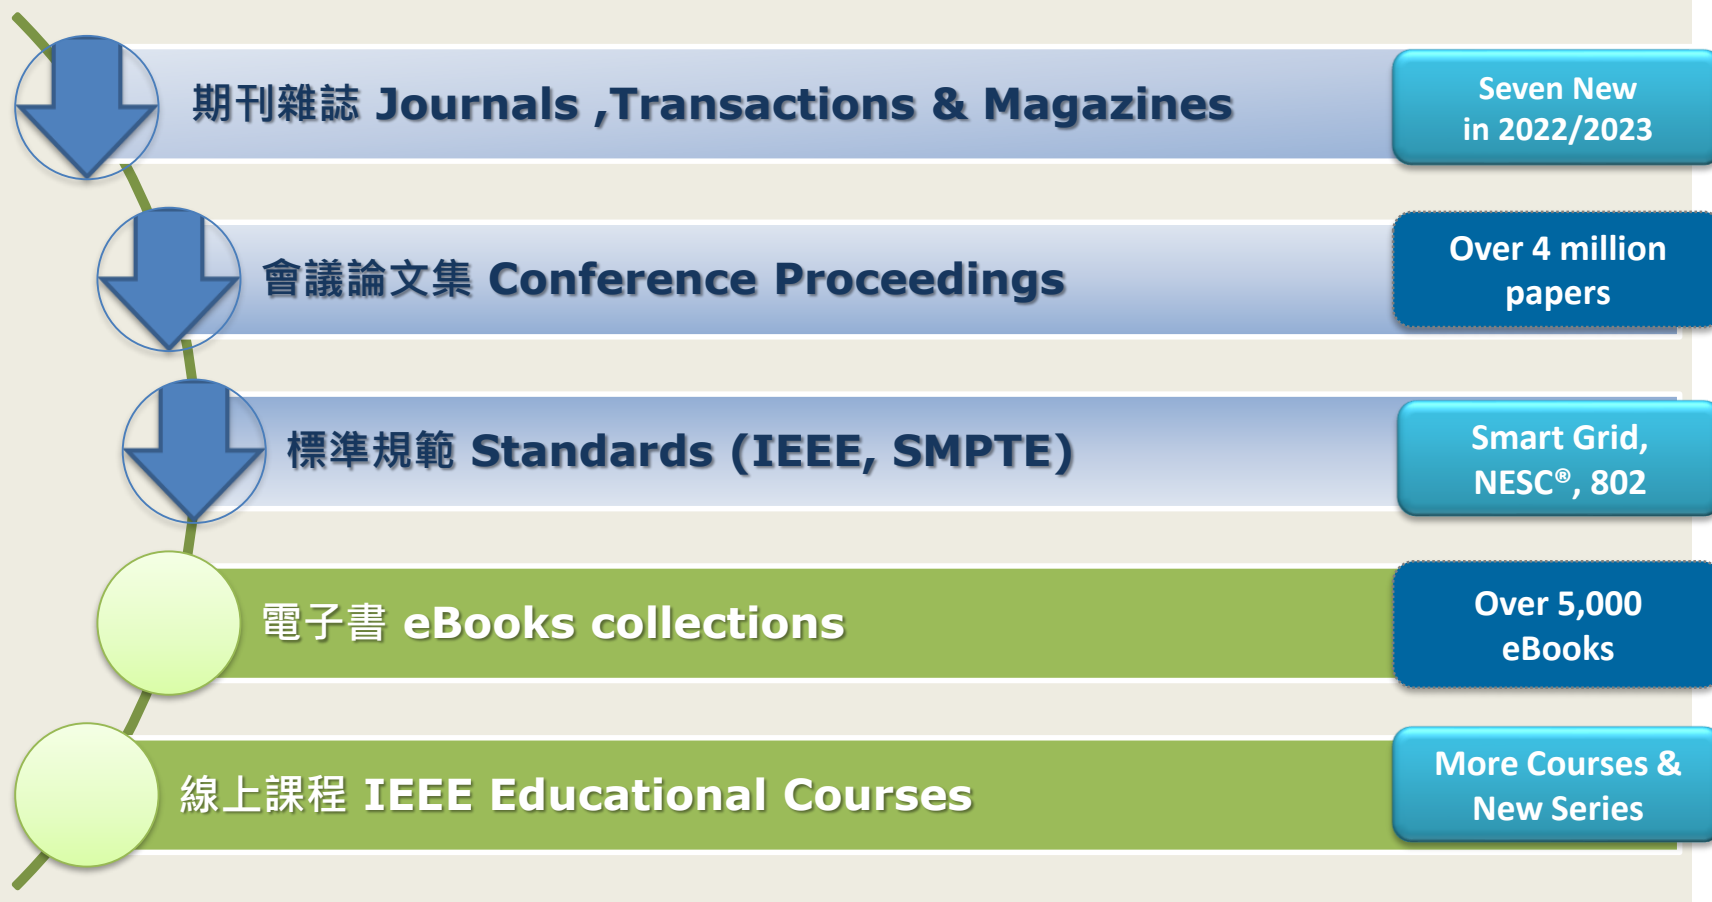 期刊雜誌 Journals ,Transactions & Magazines
Seven New
in 2022/2023
會議論文集 Conference Proceedings
Over 4 million
papers
標準規範 Standards (IEEE, SMPTE)
Smart Grid,
NESC®, 802
電子書 eBooks collections
Over 5,000
eBooks
線上課程 IEEE Educational Courses
More Courses &
New Series